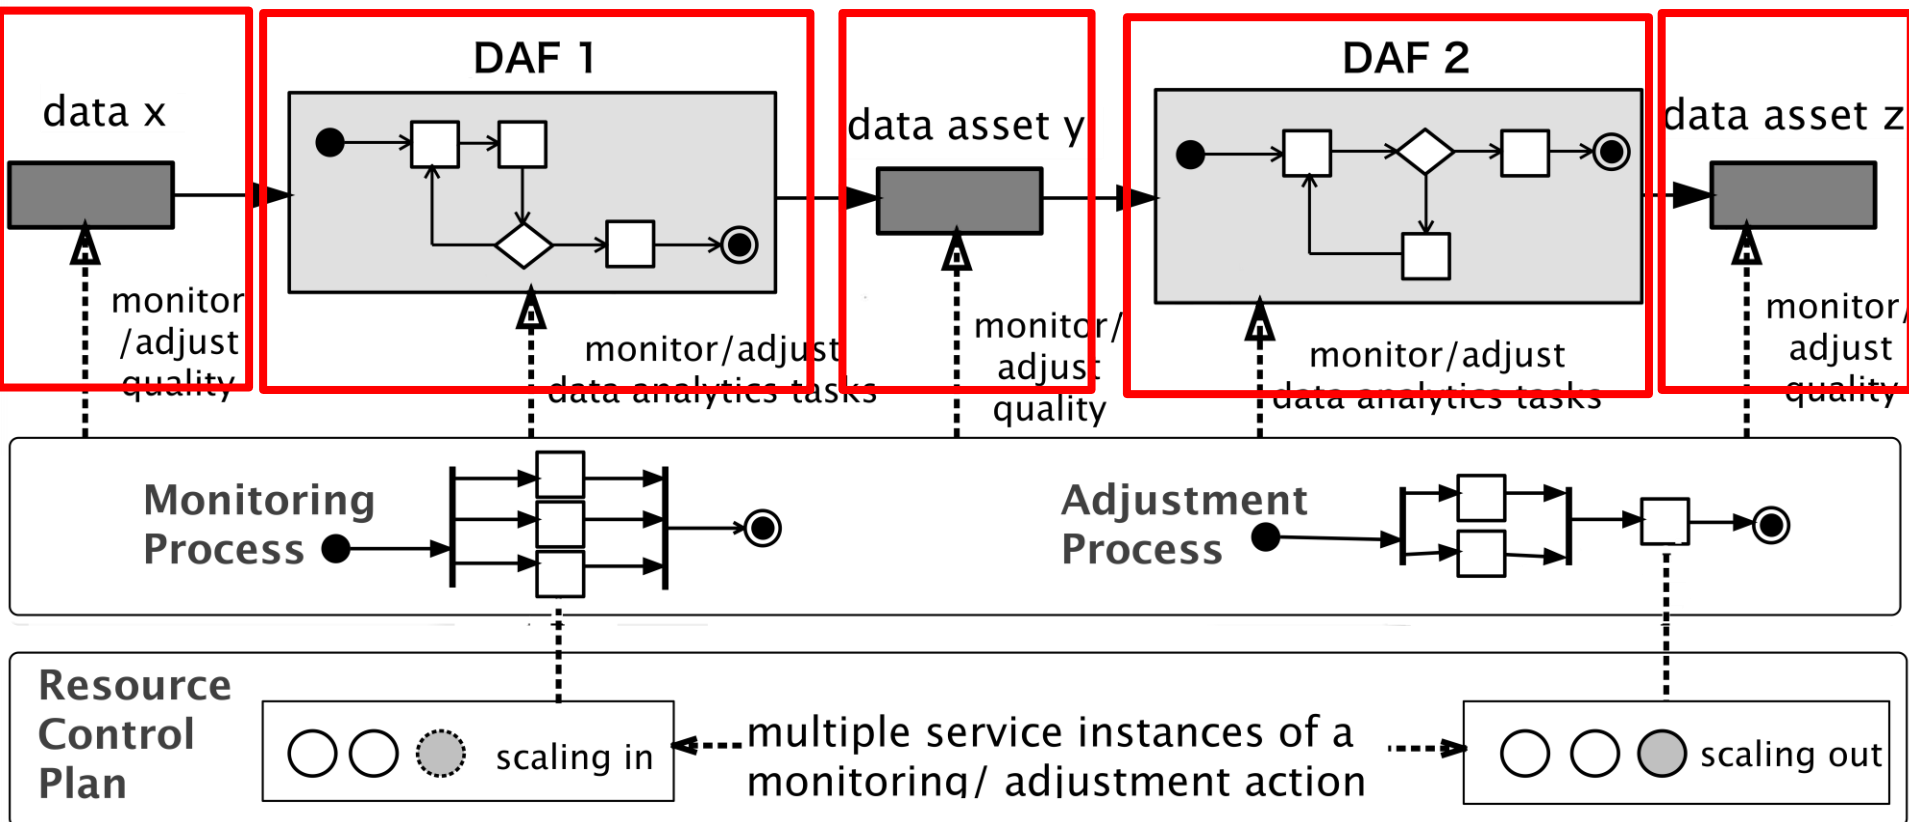 DAF 1
DAF 2
data x
data asset y
data asset z
monitor
/adjust
quality
monitor/adjust
data analytics tasks
monitor/
adjust
quality
monitor/adjust
data analytics tasks
monitor/
adjust
quality
Monitoring
Process
Adjustment
Process
Resource
Control
Plan
scaling in
multiple service instances of a
monitoring/ adjustment action
scaling out